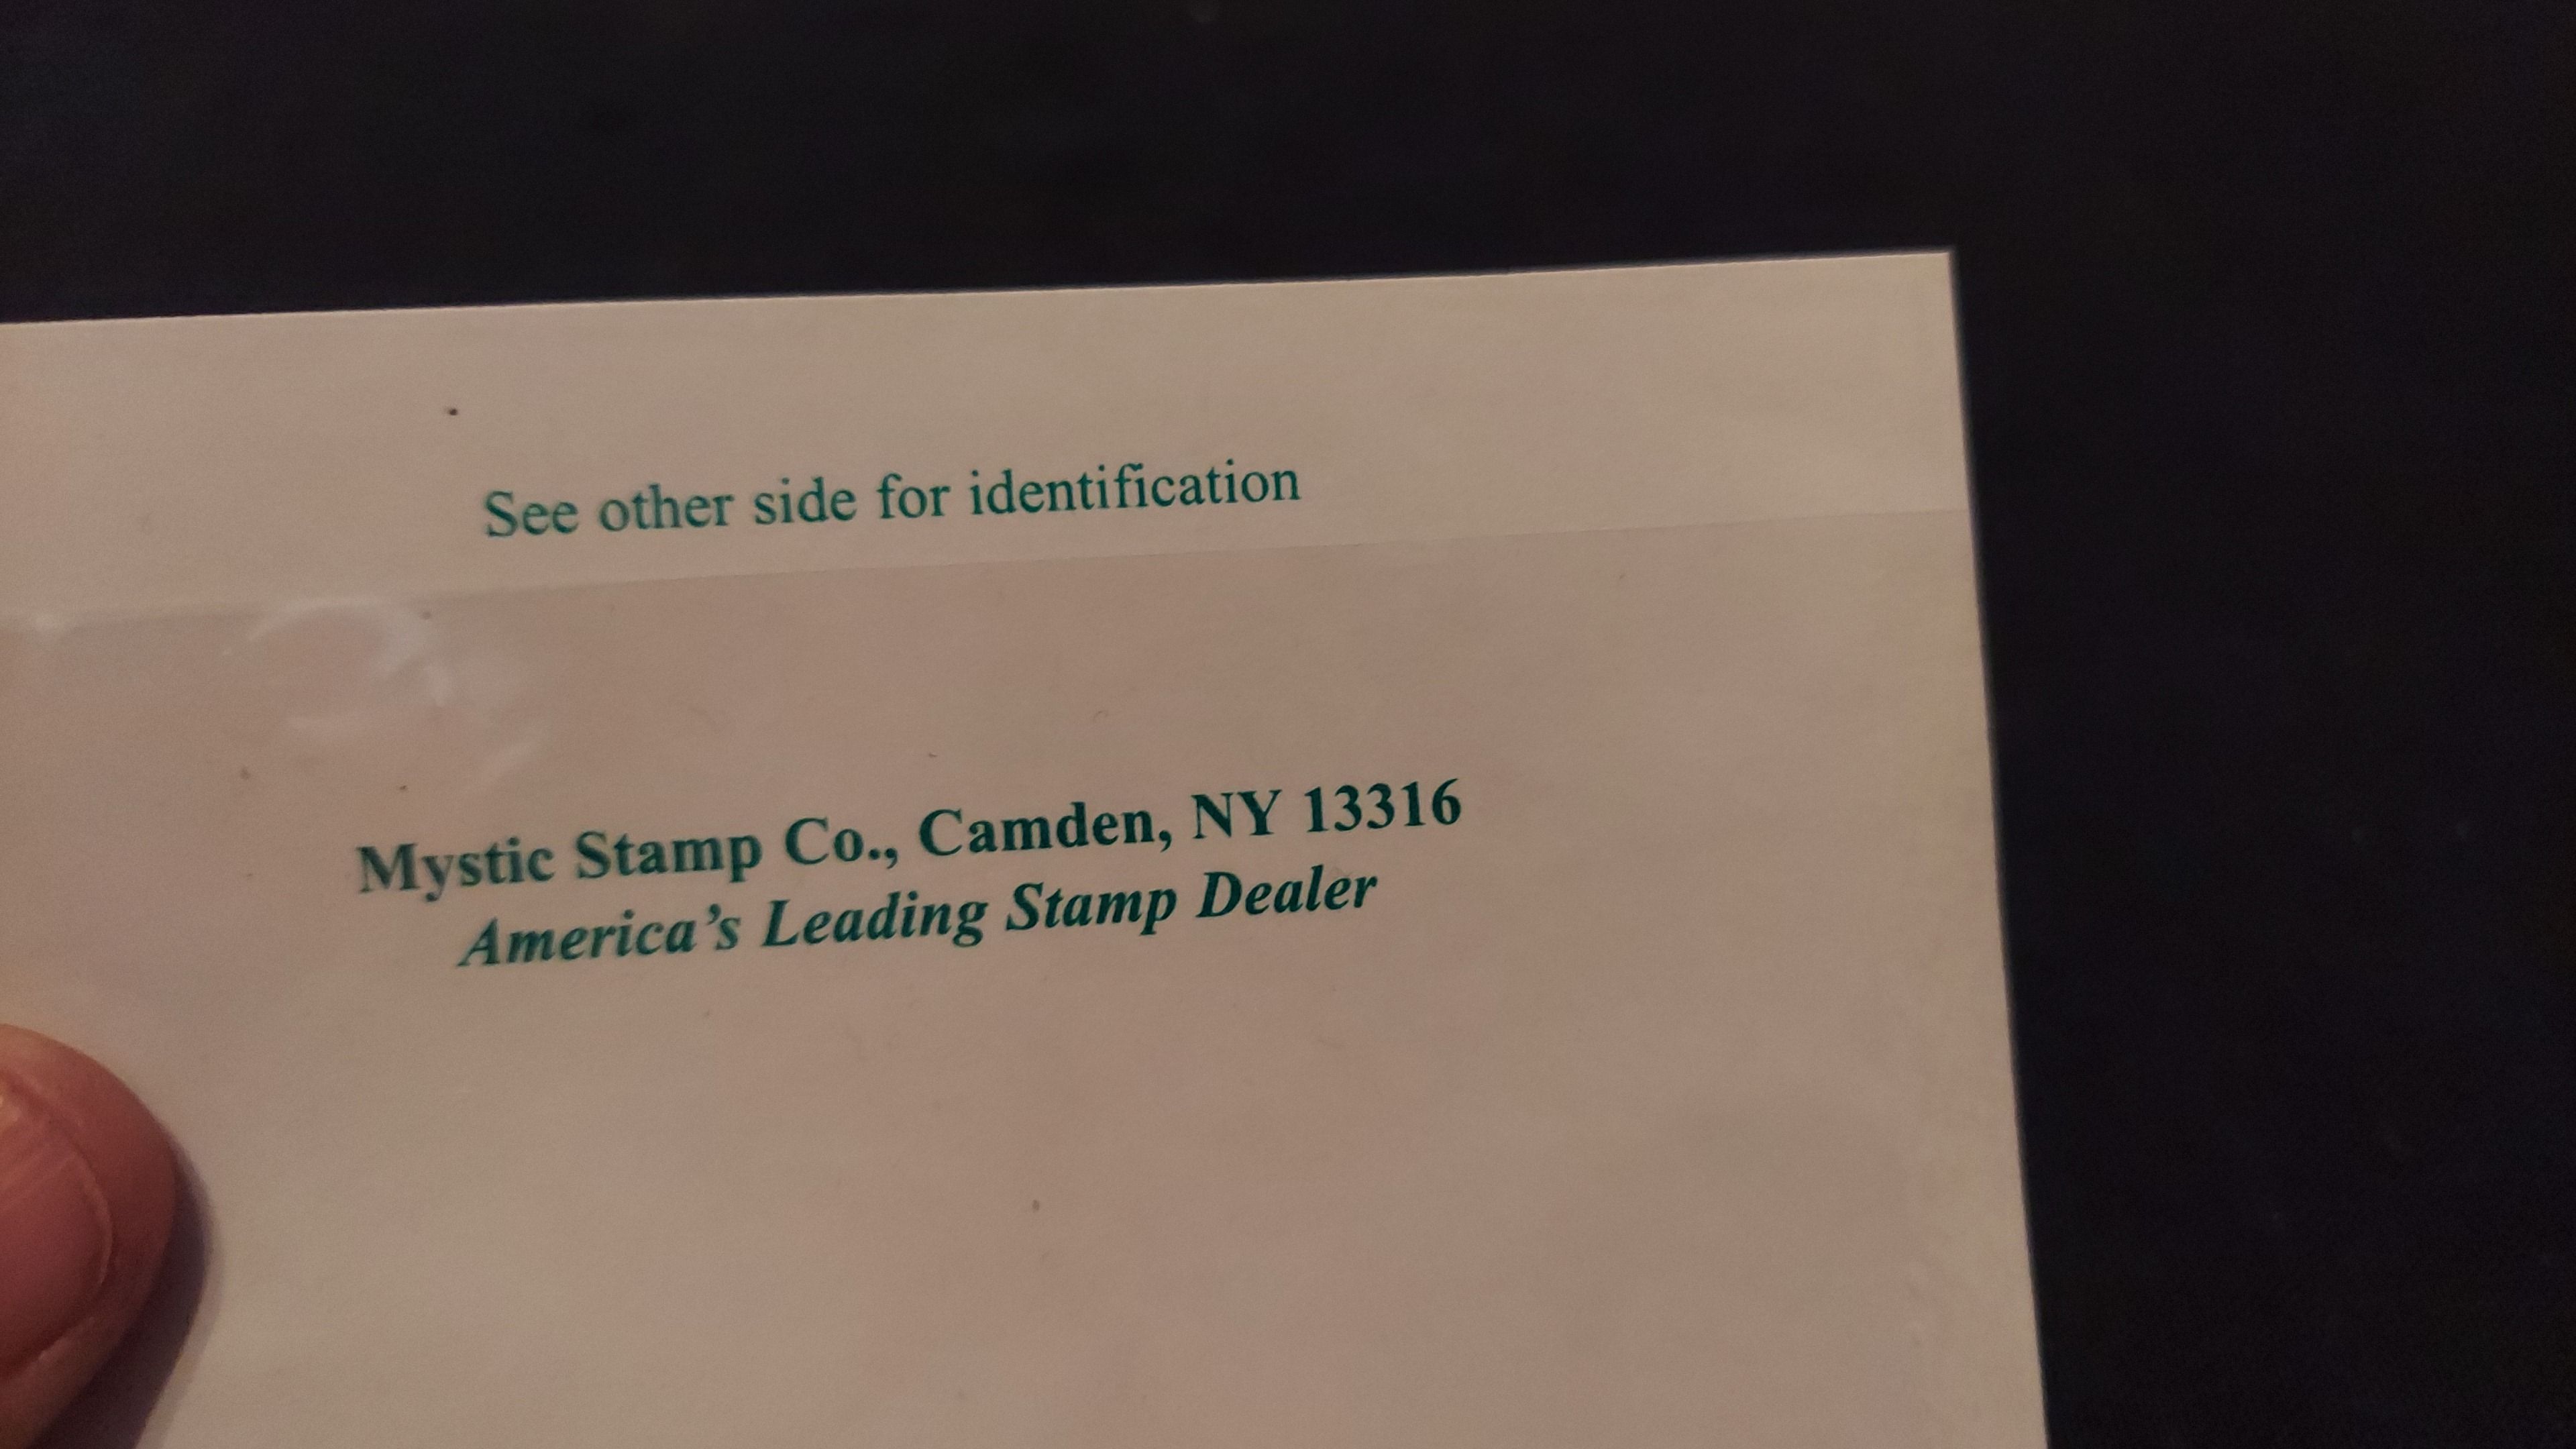 See other side for identification
Mystic Stamp Co., Camden, NY 13316
America's Leading Stamp Dealer